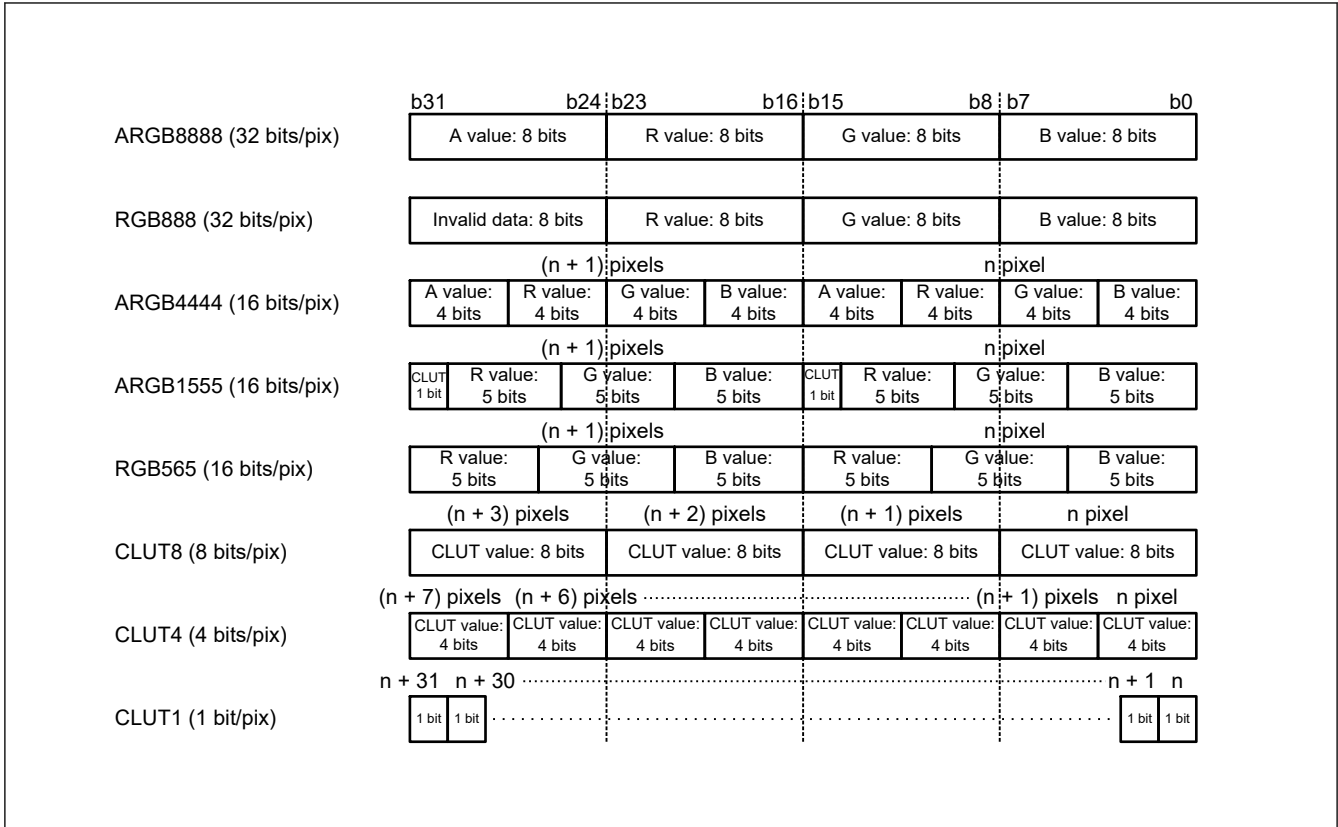 b31 b24 b23 b16 b15 b8 b7 b0
ARGB8888 (32 bits/pix) A value: 8 bits R value: 8 bits G value: 8 bits B value: 8 bits
RGB888 (32 bits/pix) Invalid data: 8 bits R value: 8 bits G value: 8 bits B value: 8 bits
(n + 1) pixels n pixel
A value: R value: G value: B value: A value: R value: G value: B value:
ARGB4444 (16 bits/pix)
4 bits 4 bits 4 bits 4 bits 4 bits 4 bits 4 bits 4 bits
(n + 1) pixels n pixel
CLUT R value: G value: B value: CLUT R value: G value: B value:
ARGB1555 (16 bits/pix)
1 bit 5 bits 5 bits 5 bits 1 bit 5 bits 5 bits 5 bits
(n + 1) pixels n pixel
R value: G value: B value: R value: G value: B value:
RGB565 (16 bits/pix)
5 bits 5 bits 5 bits 5 bits 5 bits 5 bits
(n + 3) pixels (n + 2) pixels (n + 1) pixels n pixel
CLUT8 (8 bits/pix) CLUT value: 8 bits CLUT value: 8 bits CLUT value: 8 bits CLUT value: 8 bits
(n + 7) pixels (n + 6) pixels (n + 1) pixels n pixel
CLUT value: CLUT value: CLUT value: CLUT value: CLUT value: CLUT value: CLUT value: CLUT value:
CLUT4 (4 bits/pix)
4 bits 4 bits 4 bits 4 bits 4 bits 4 bits 4 bits 4 bits
n + 31 n + 30 n + 1 n
CLUT1 (1 bit/pix) 1 bit 1 bit 1 bit 1 bit